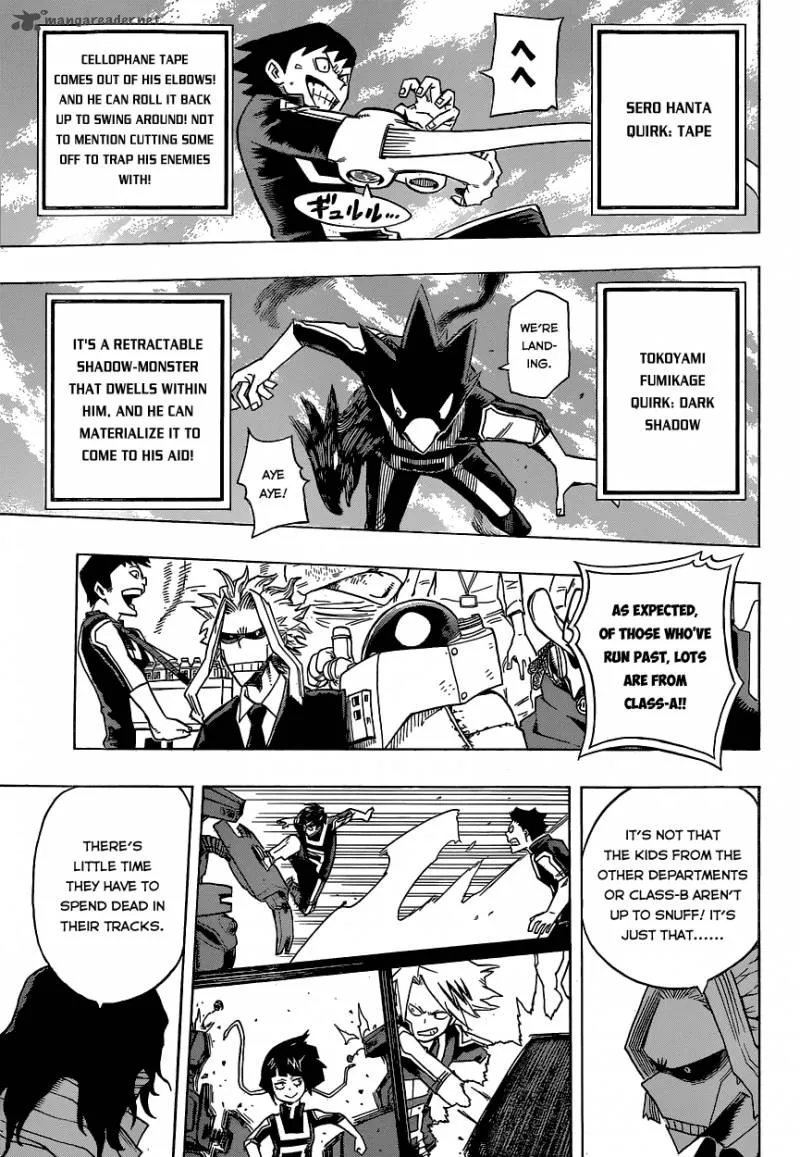 mangareader.net
SERO HANTA
QUIRK: TAPE
ヘヘ
CELLOPHANE TAPE
COMES OUT OF HIS ELBOWS!
AND HE CAN ROLL IT BACK
UP TO SWING AROUND! NOT
TO MENTION CUTTING SOME
OFF TO TRAP HIS ENEMIES
WITH!
ギュルル...
TOKOYAMI
FUMIKAGE
QUIRK: DARK
SHADOW
WE'RE
LAND-
ING.
AYE
AYE!
IT'S A RETRACTABLE
SHADOW-MONSTER
THAT DWELLS WITHIN
HIM, AND HE CAN
MATERIALIZE IT TO
COME TO HIS AID!
AS EXPECTED,
OF THOSE WHO'VE
RUN PAST, LOTS
ARE FROM
CLASS-A!!
IT'S NOT THAT
THE KIDS FROM THE
OTHER DEPARTMENTS
OR CLASS-B AREN'T
UP TO SNUFF! IT'S
JUST THAT......
THERE'S
LITTLE TIME
THEY HAVE TO
SPEND DEAD IN
THEIR TRACKS.